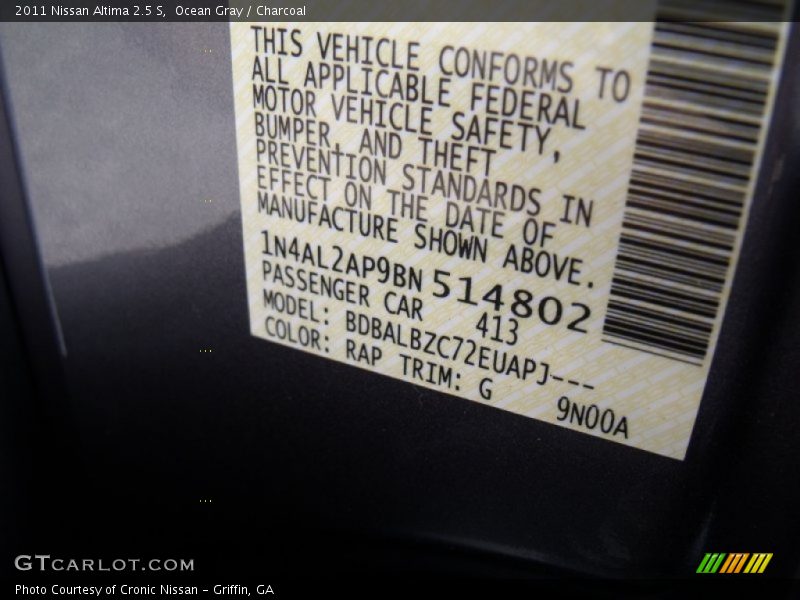 2011 Nissan Altima 2.5 S,  Ocean Gray / Charcoal
THIS VEHICLE CONFORMS TO
ALL APPLICABLE FEDERAL
MOTOR VEHICLE SAFETY,
BUMPER, AND THEFT
PREVENTION STANDARDS IN
EFFECT ON THE DATE OF
MANUFACTURE SHOWN ABOVE.
1N4AL2AP9BN 514802
PASSENGER CAR 413
MODEL: BDBALBZC72EUAPJ---
COLOR: RAP TRIM: G 9N00A
GTCARLOT.COM
Photo Courtesy of Cronic Nissan - Griffin, GA